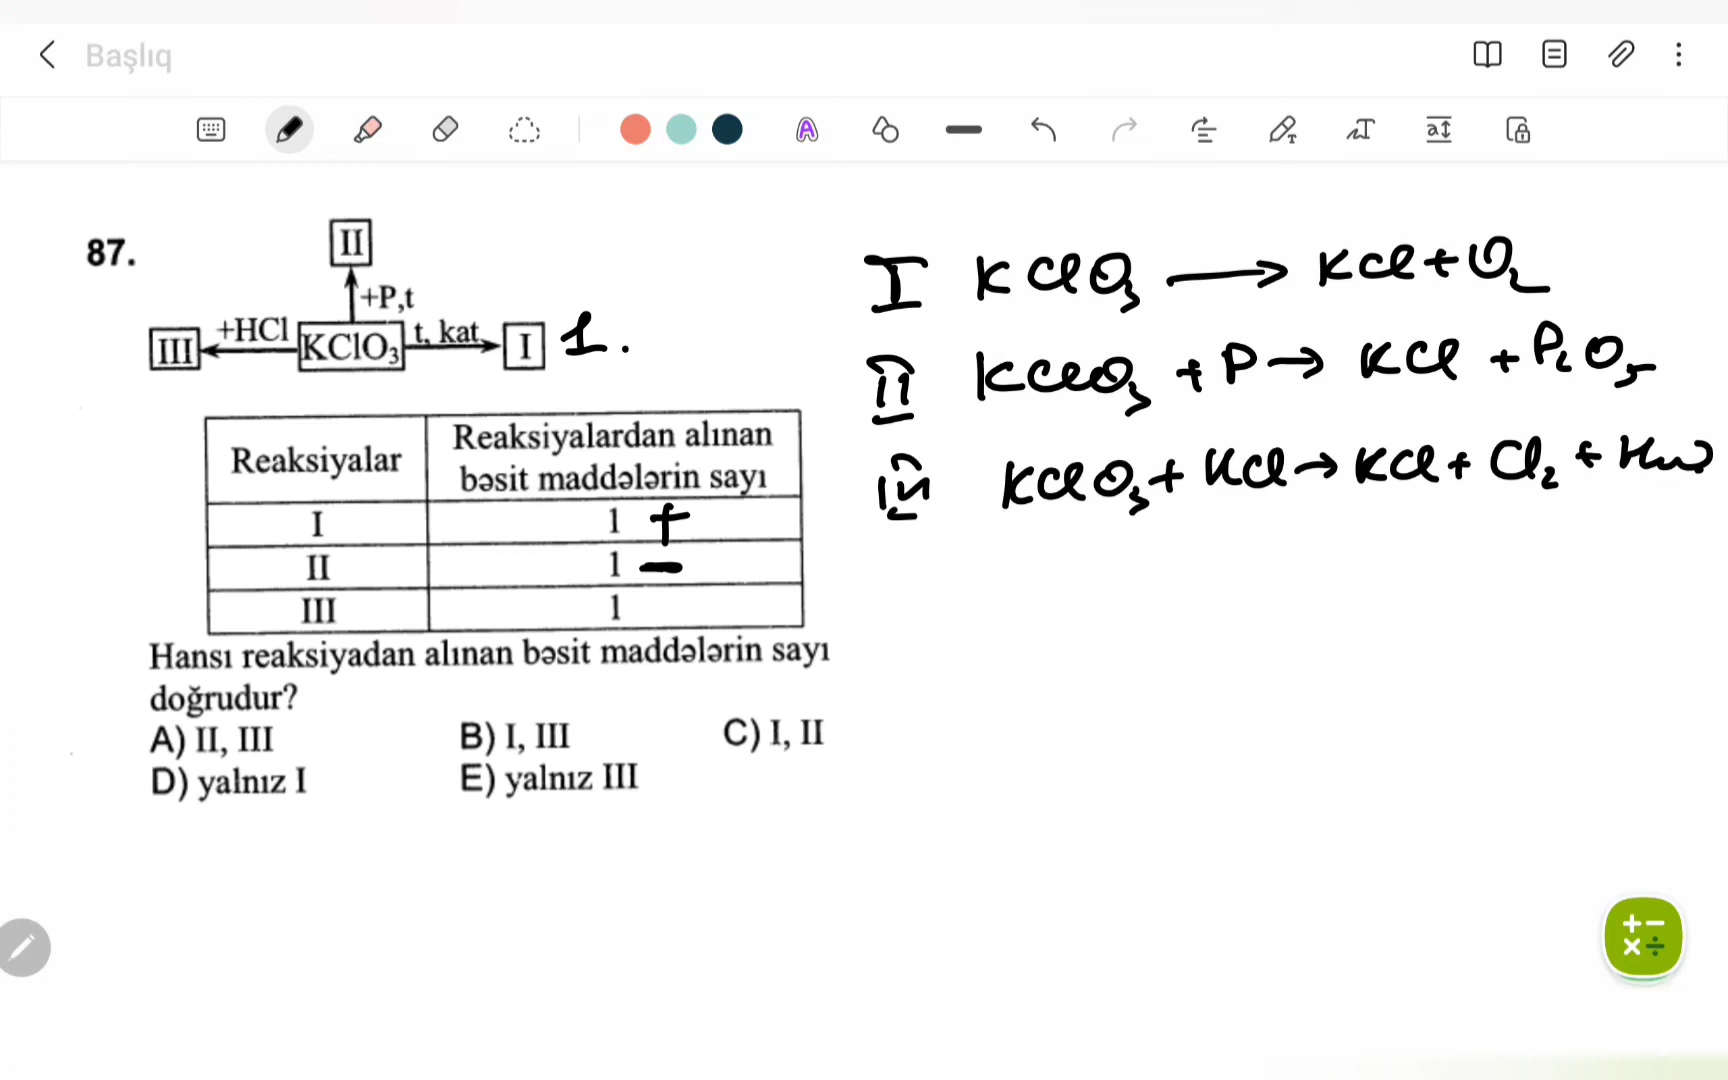 Başlıq
87.
II
+P,t
III +HCl KClO₃ t, kat I 1.
Reaksiyalar Reaksiyalardan alınan bəsit maddələrin sayı
I 1 +
II 1 −
III 1
Hansı reaksiyadan alınan bəsit maddələrin sayı
doğrudur?
A) II, III B) I, III C) I, II
D) yalnız I E) yalnız III
I KClO₃ → KCl + O₂
II KClO₃ + P → KCl + P₂O₅
III KClO₃ + HCl → KCl + Cl₂ +